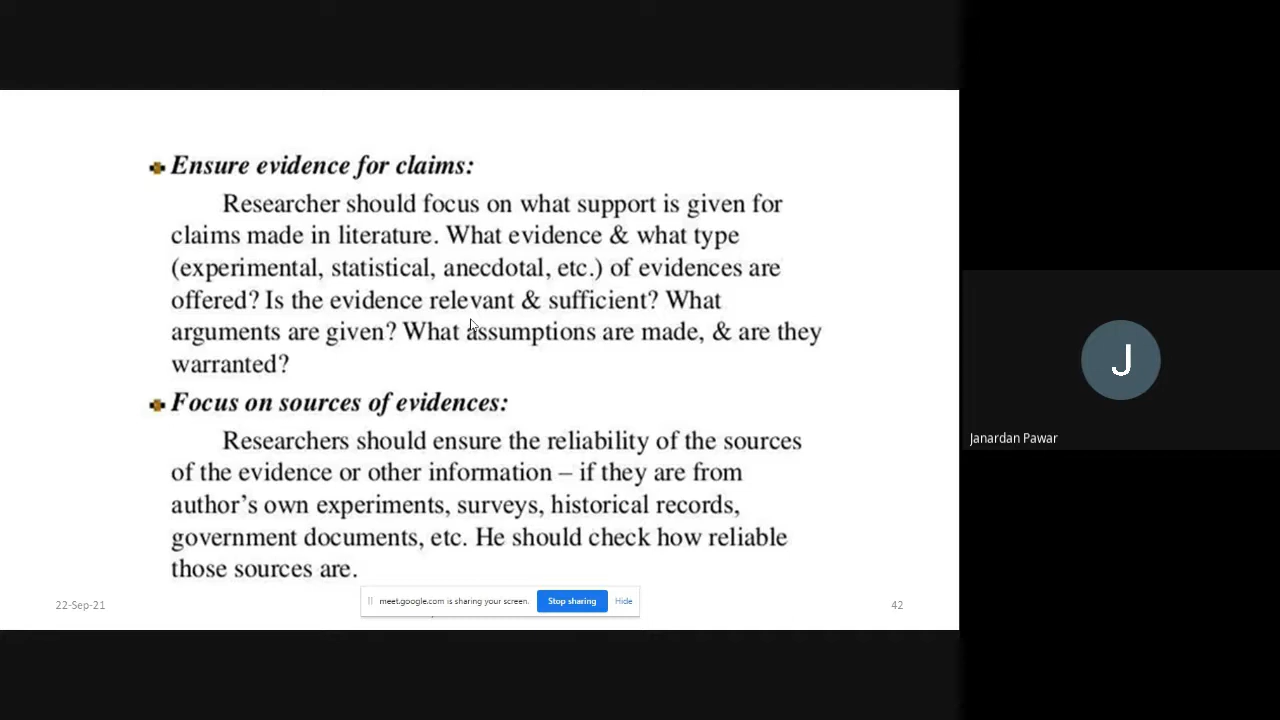 Ensure evidence for claims:
Researcher should focus on what support is given for
claims made in literature. What evidence & what type
(experimental, statistical, anecdotal, etc.) of evidences are
offered? Is the evidence relevant & sufficient? What
arguments are given? What assumptions are made, & are they
warranted?
Focus on sources of evidences:
Researchers should ensure the reliability of the sources
of the evidence or other information – if they are from
author’s own experiments, surveys, historical records,
government documents, etc. He should check how reliable
those sources are.
22-Sep-21
meet.google.com is sharing your screen.
Stop sharing
Hide
42
J
Janardan Pawar